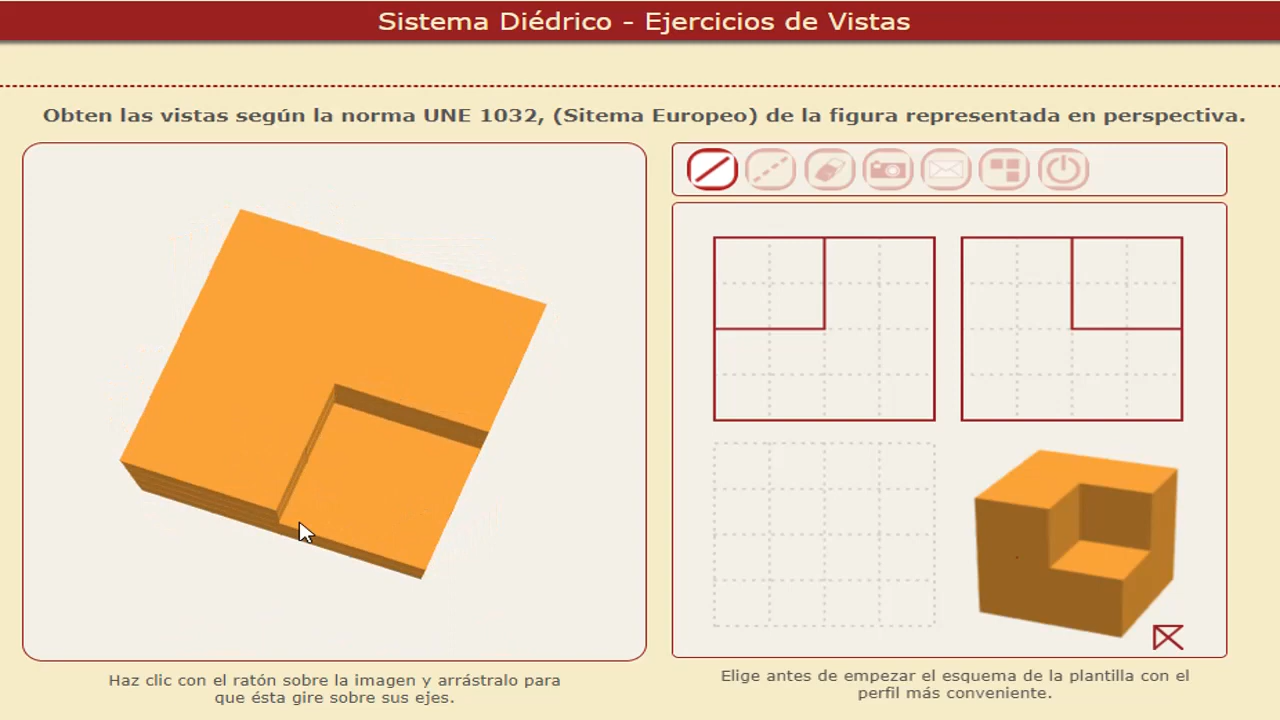 Sistema Diédrico - Ejercicios de Vistas
Obten las vistas según la norma UNE 1032, (Sitema Europeo) de la figura representada en perspectiva.
Haz clic con el ratón sobre la imagen y arrástralo para
que ésta gire sobre sus ejes.
Elige antes de empezar el esquema de la plantilla con el
perfil más conveniente.